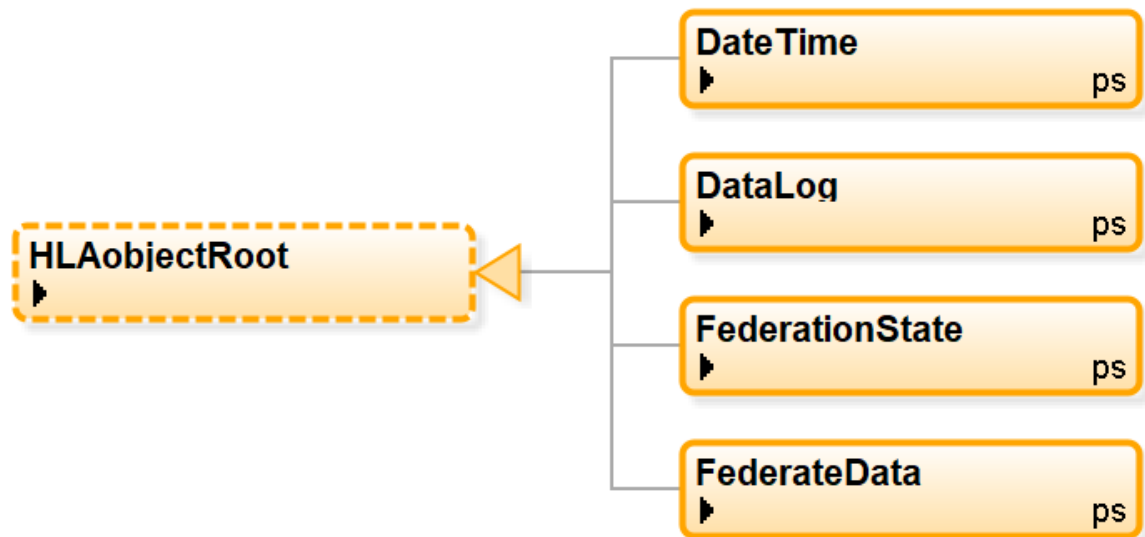 DateTime
ps
DataLog
ps
HLAobjectRoot
FederationState
ps
FederateData
ps